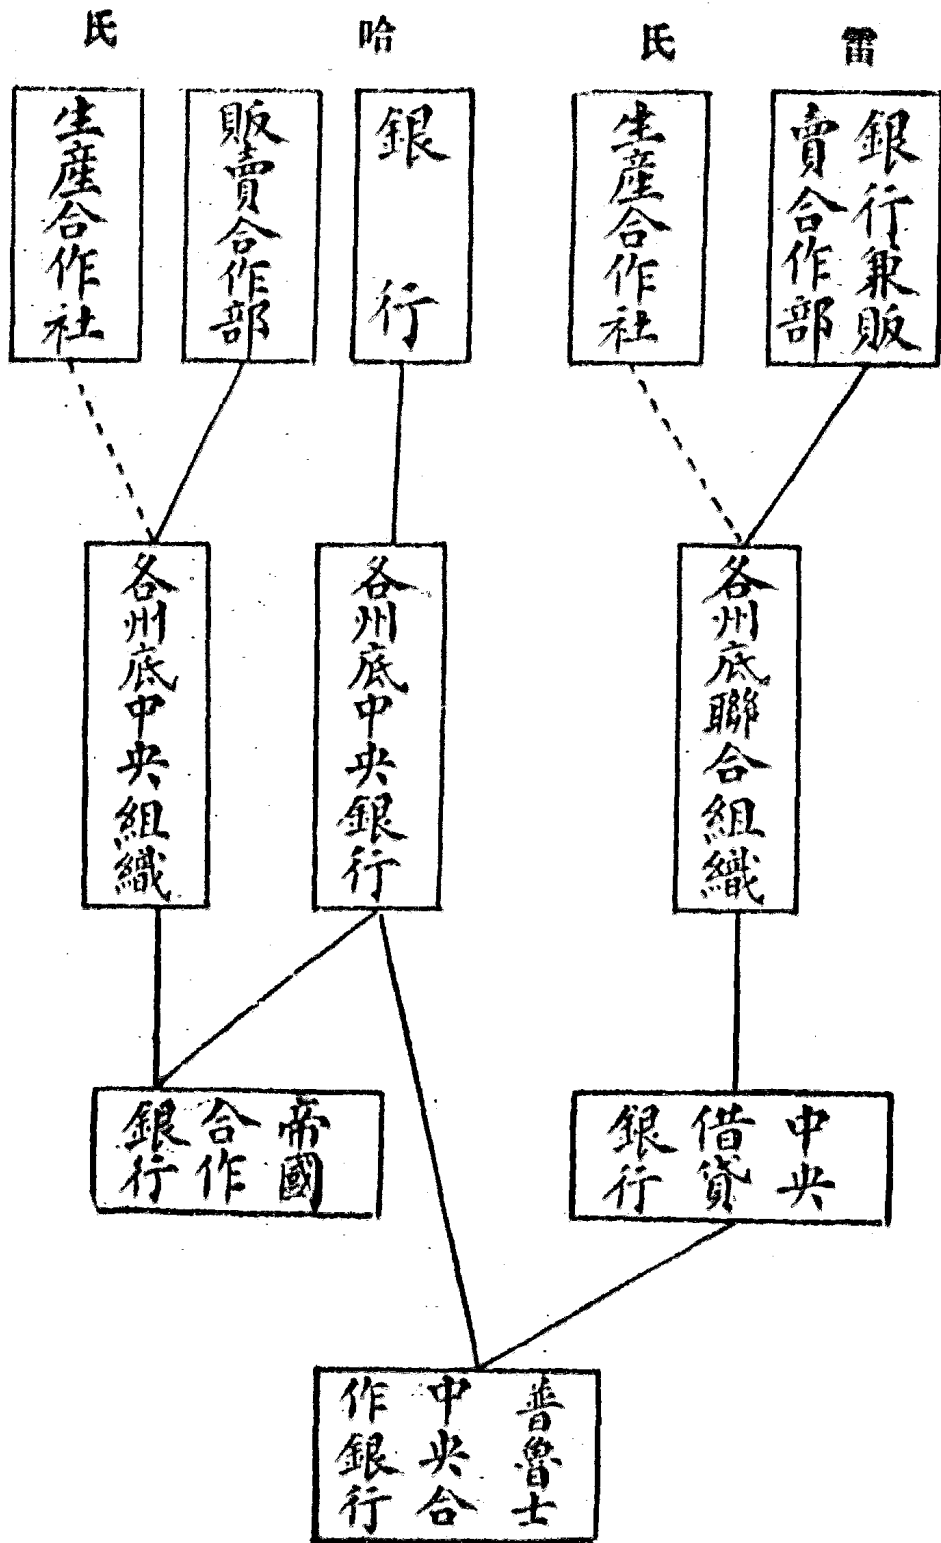 雷氏
哈氏
銀行兼販
賣合作部
生產合作社
銀行
販賣合作部
生產合作社
各州底聯合組織
各州底中央銀行
各州底中央組織
中央
借貸
銀行
帝國
合作
銀行
普魯士
中央合
作銀行